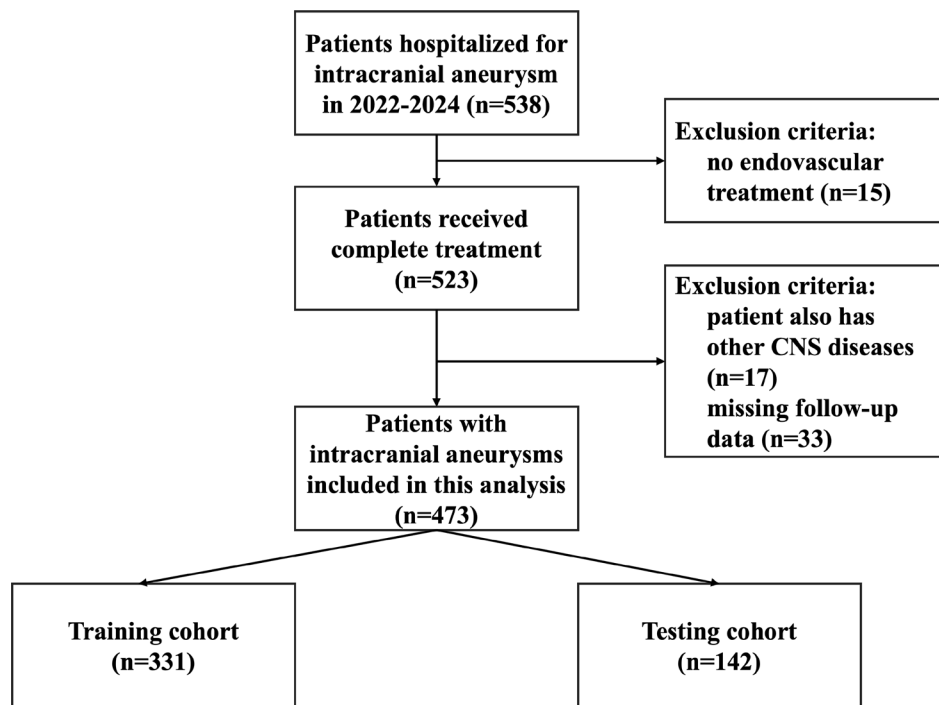 Patients hospitalized for
intracranial aneurysm
in 2022-2024 (n=538)
Exclusion criteria:
no endovascular
treatment (n=15)
Patients received
complete treatment
(n=523)
Exclusion criteria:
patient also has
other CNS diseases
(n=17)
missing follow-up
data (n=33)
Patients with
intracranial aneurysms
included in this analysis
(n=473)
Training cohort
(n=331)
Testing cohort
(n=142)